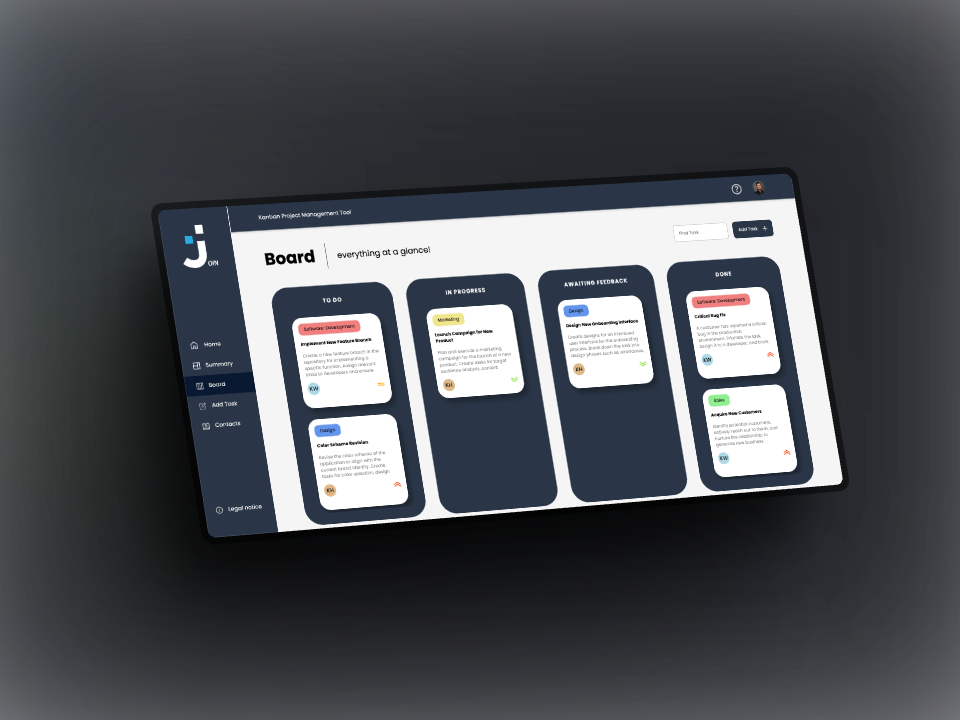 Kanban Project Management Tool
JOIN
Board
everything at a glance!
Find Task
Add Task +
Home
Summary
Board
Add Task
Contacts
Legal notice
TO DO
Software Development
Implement New Feature Branch
Create a new feature branch in the
repository for implementing a
specific function. Assign relevant
tasks to developers and ensure
KW
Design
Color Scheme Revision
Revise the color scheme of the
application to align with the
current brand identity. Create
tasks for color selection, design
KH
IN PROGRESS
Marketing
Launch Campaign for New
Product
Plan and execute a marketing
campaign for the launch of a new
product. Create tasks for target
audience analysis, content
KH
AWAITING FEEDBACK
Design
Design New Onboarding Interface
Create designs for an improved
user interface for the onboarding
process. Break down the task into
design phases such as wireframes,
KH
DONE
Software Development
Critical Bug Fix
A customer has reported a critical
bug in the production
environment. Prioritize the task,
assign it to a developer, and track
KW
Sales
Acquire New Customers
Identify potential customers,
actively reach out to them, and
nurture the relationship to
generate new business.
KW